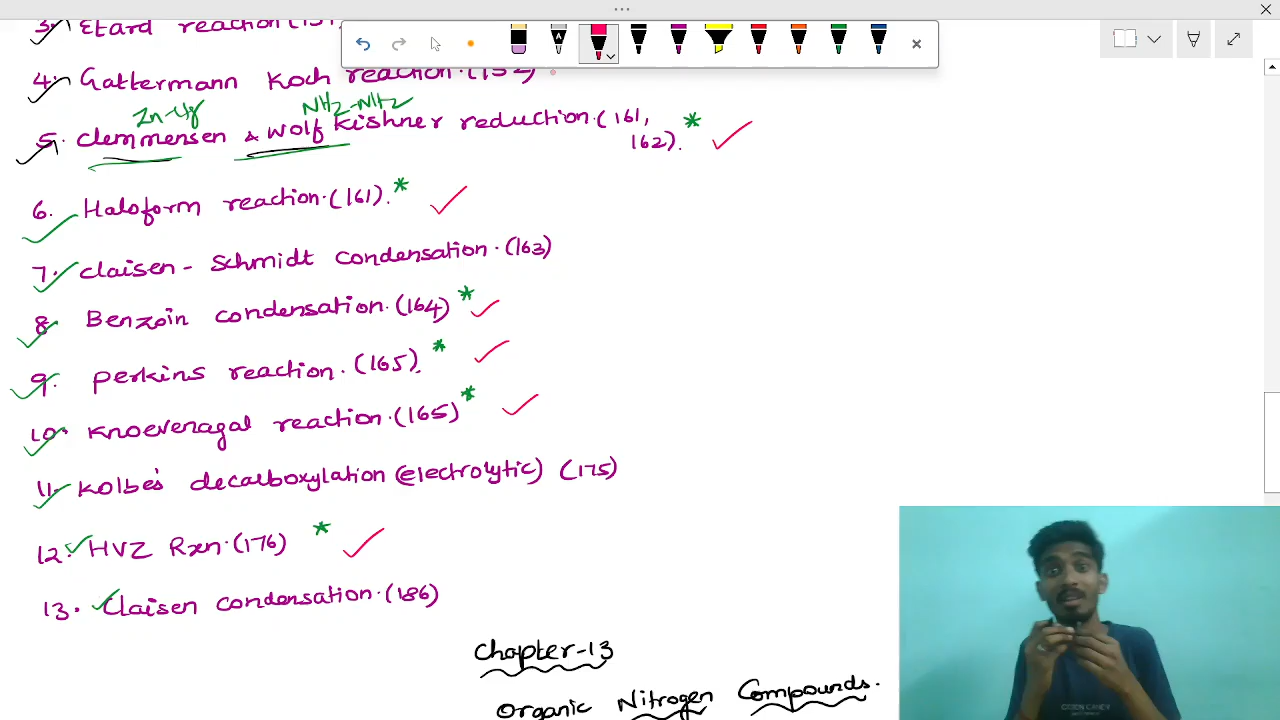 3. Etard reaction (151
4. Gattermann Koch reaction. (152)
Zn-Hg NH2-NH2
5. Clemmensen & Wolf Kishner reduction. (161, *
162).
6. Haloform reaction. (161). *
7. Claisen - Schmidt condensation. (163)
8. Benzoin condensation. (164) *
9. Perkins reaction. (165). *
10. Knoevenagal reaction. (165) *
11. Kolbe's decarboxylation (electrolytic) (175)
12. HVZ Rxn. (176) *
13. Claisen condensation. (186)
Chapter-13
Organic Nitrogen Compounds.